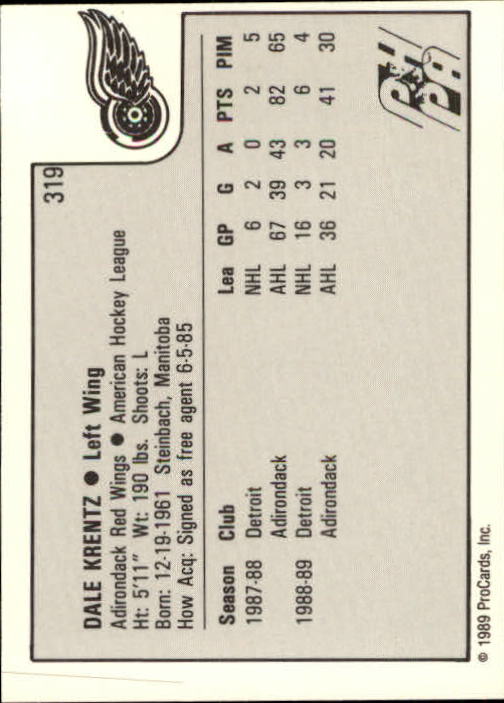 319
DALE KRENTZ ● Left Wing
Adirondack Red Wings ● American Hockey League
Ht: 5'11" Wt: 190 lbs. Shoots: L
Born: 12-19-1961 Steinbach, Manitoba
How Acq: Signed as free agent 6-5-85
Season Club Lea GP G A PTS PIM
1987-88 Detroit NHL 6 2 0 2 5
Adirondack AHL 67 39 43 82 65
1988-89 Detroit NHL 16 3 3 6 4
Adirondack AHL 36 21 20 41 30
© 1989 ProCards, Inc.